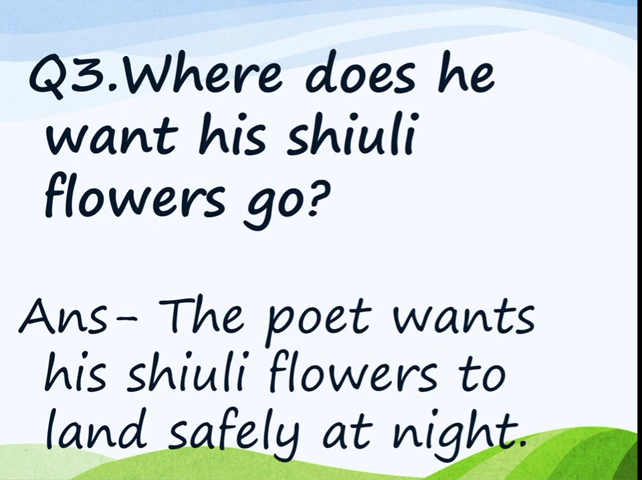 Q3.Where does he
want his shiuli
flowers go?
Ans- The poet wants
his shiuli flowers to
land safely at night.